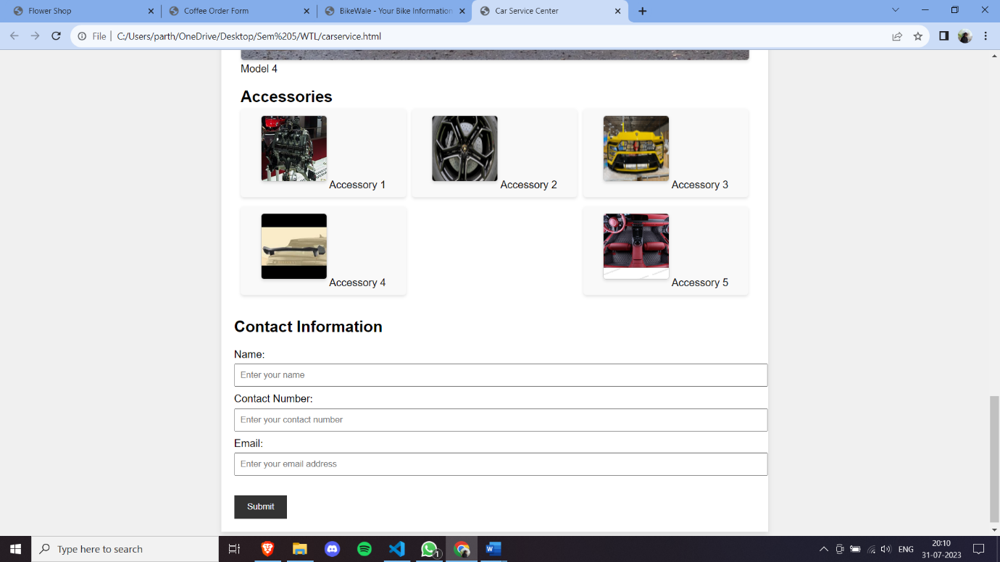 Flower Shop
Coffee Order Form
BikeWale - Your Bike Information
Car Service Center
File
C:/Users/parth/OneDrive/Desktop/Sem%205/WTL/carservice.html
Model 4
Accessories
Accessory 1
Accessory 2
Accessory 3
Accessory 4
Accessory 5
Contact Information
Name:
Enter your name
Contact Number:
Enter your contact number
Email:
Enter your email address
Submit
Type here to search
1
ENG
20:10
31-07-2023